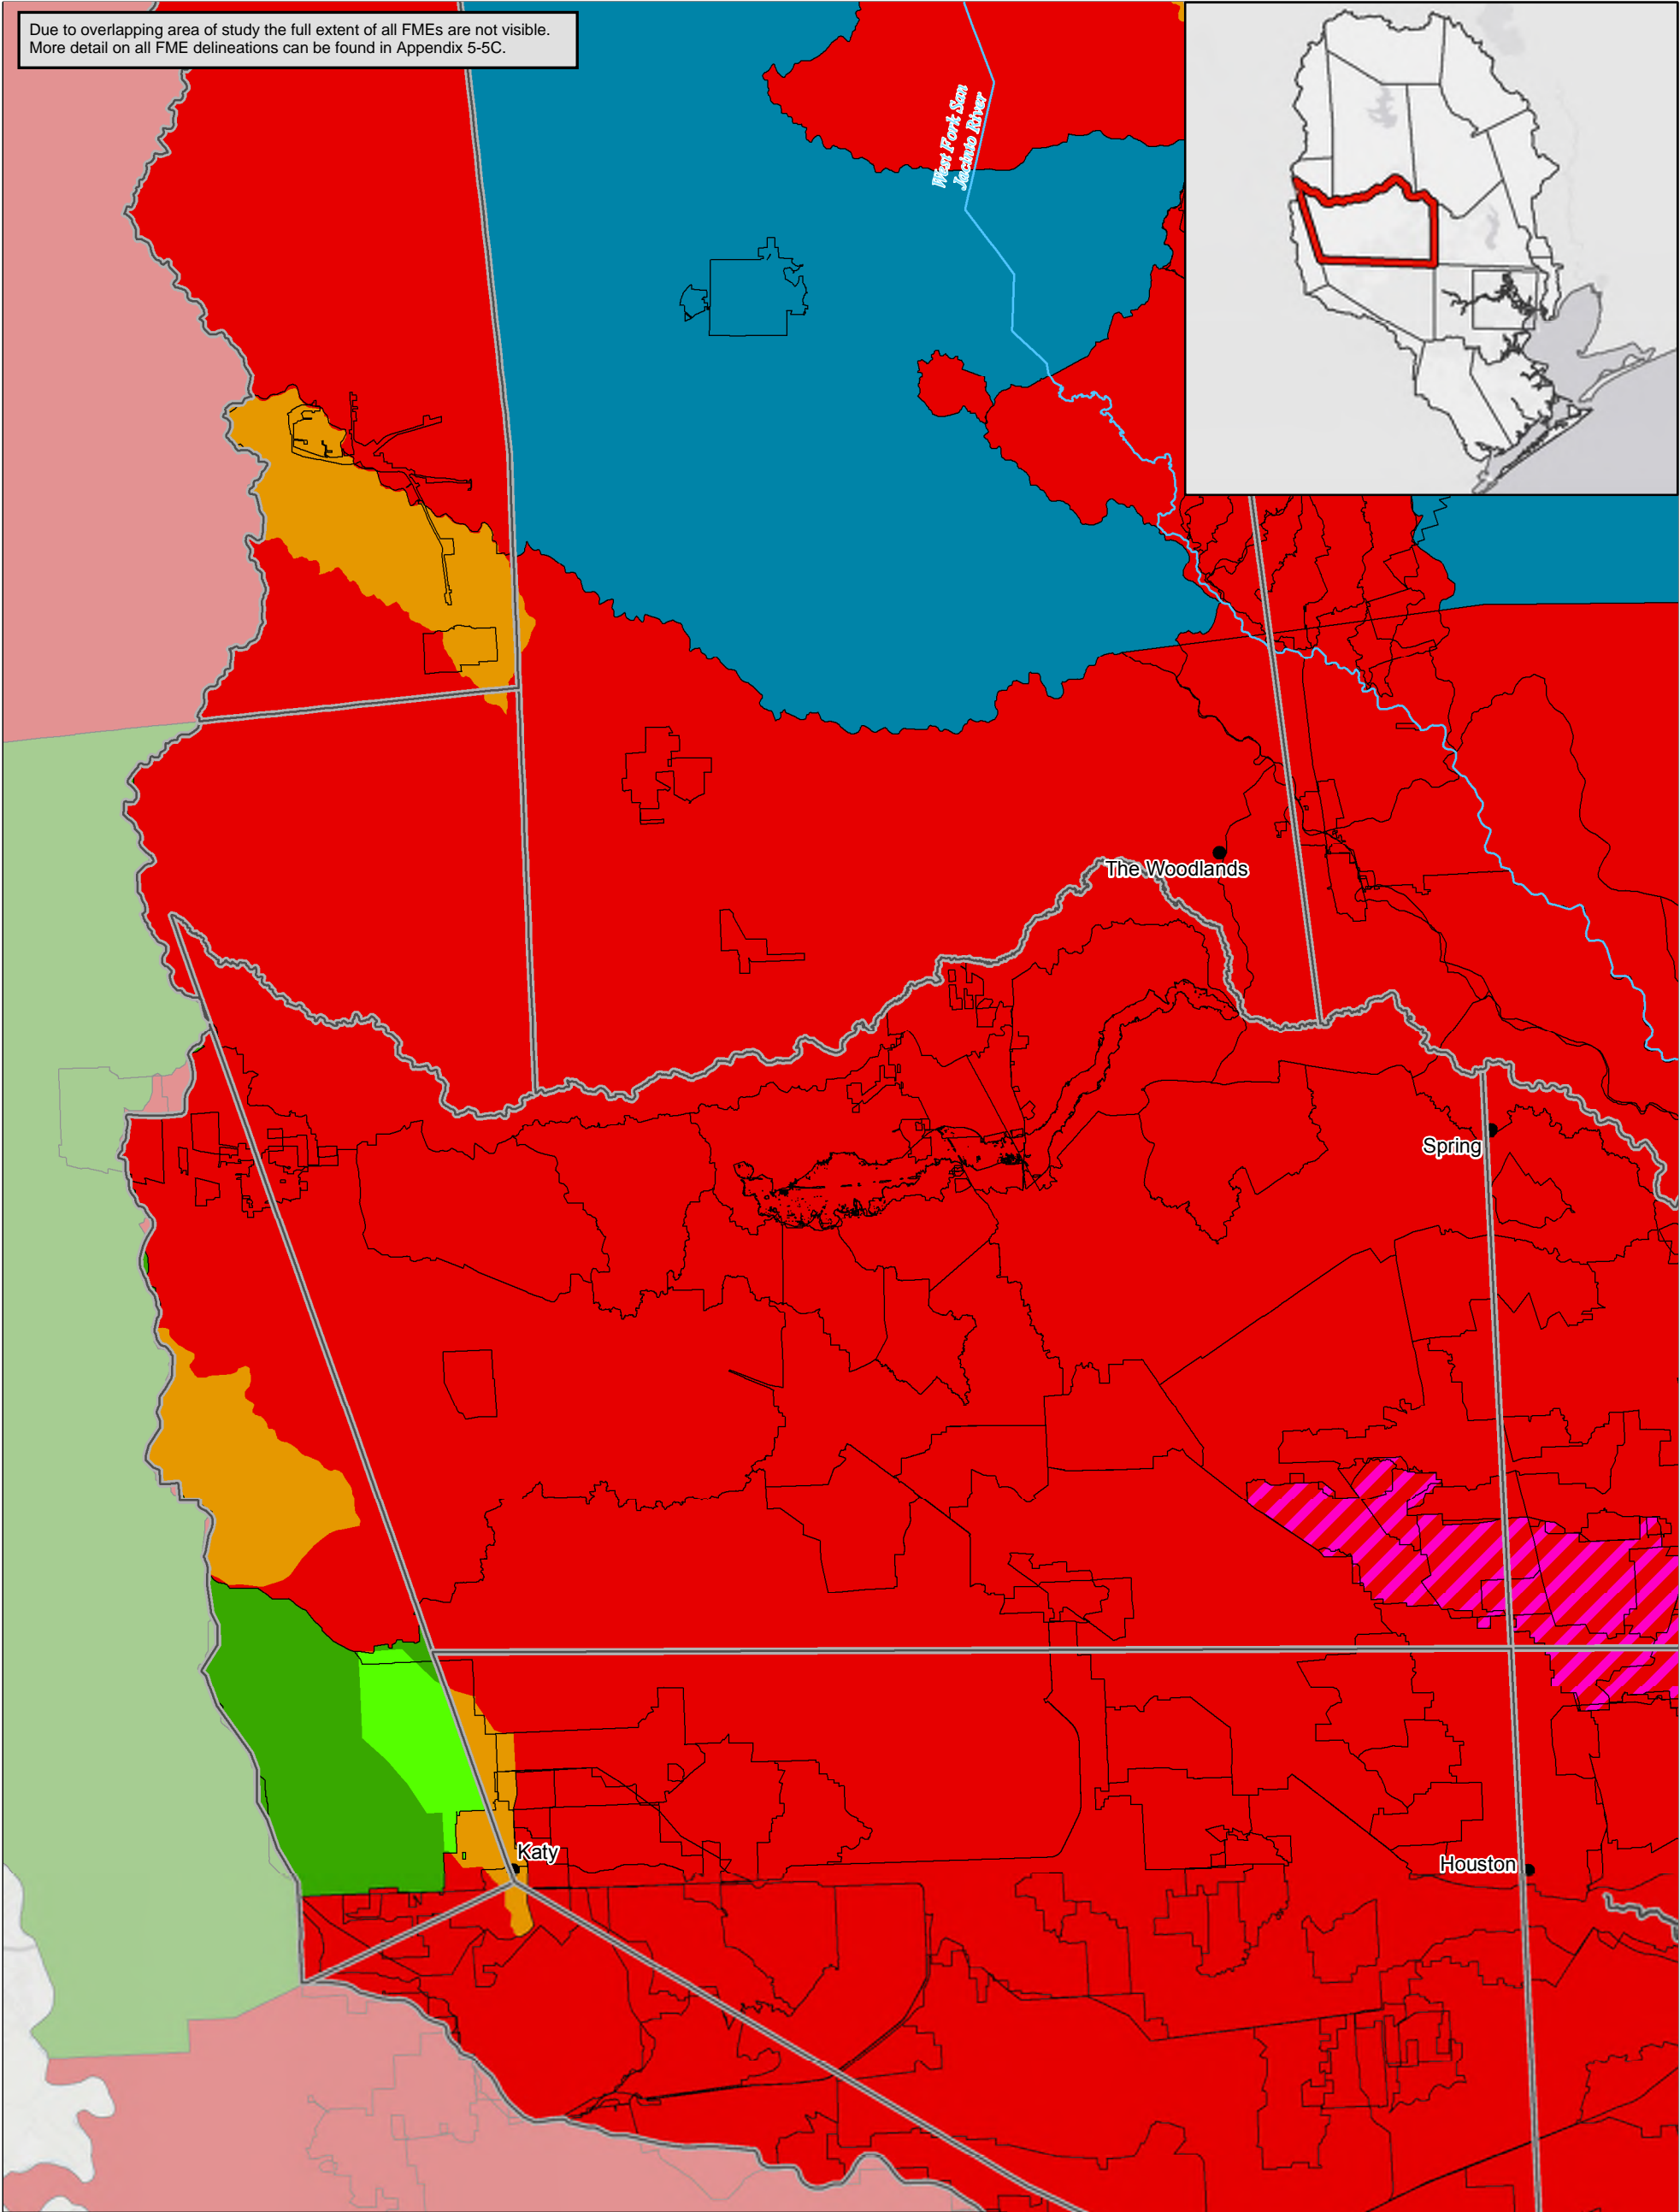 Due to overlapping area of study the full extent of all FMEs are not visible.
More detail on all FME delineations can be found in Appendix 5-5C.
West Fork San
Jacinto River
The Woodlands
Spring
Katy
Houston